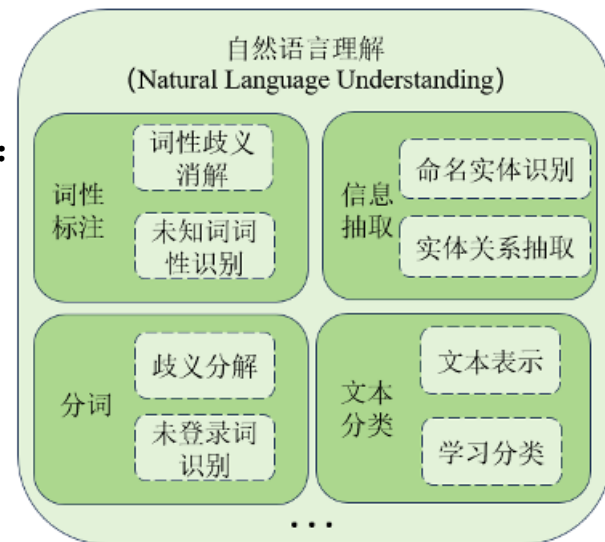 自然语言理解
(Natural Language Understanding)
:
词性
标注
词性歧义
消解
未知词词
性识别
信息
抽取
命名实体识别
实体关系抽取
分词
歧义分解
未登录词
识别
文本
分类
文本表示
学习分类
...